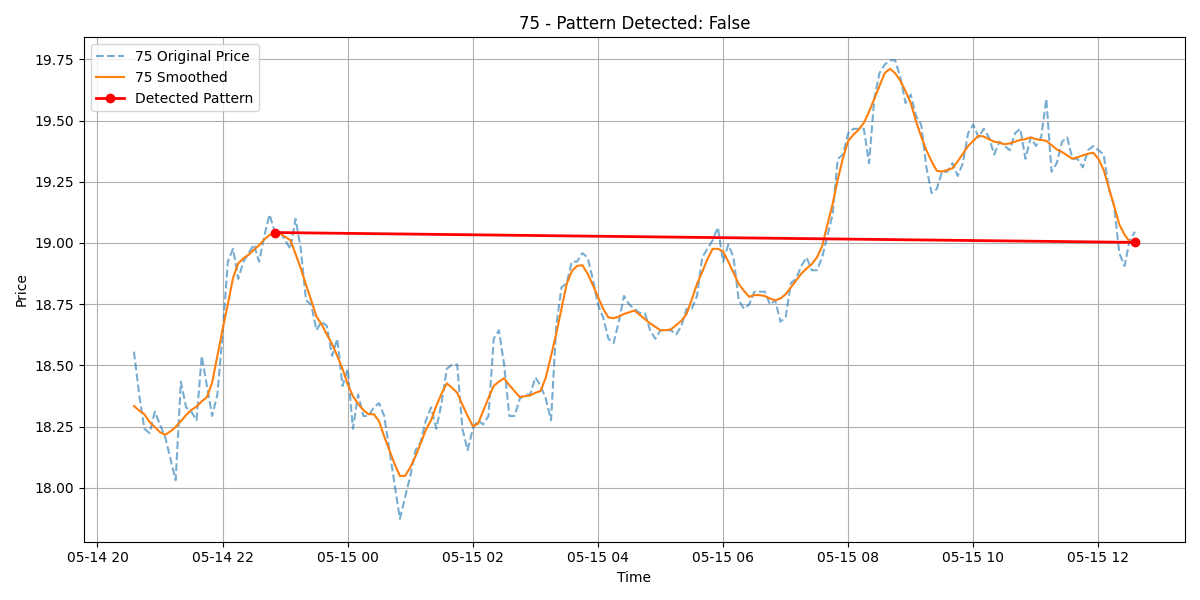 75 - Pattern Detected: False
75 Original Price
75 Smoothed
Detected Pattern
Price
19.75
19.50
19.25
19.00
18.75
18.50
18.25
18.00
05-14 20 05-14 22 05-15 00 05-15 02 05-15 04 05-15 06 05-15 08 05-15 10 05-15 12
Time